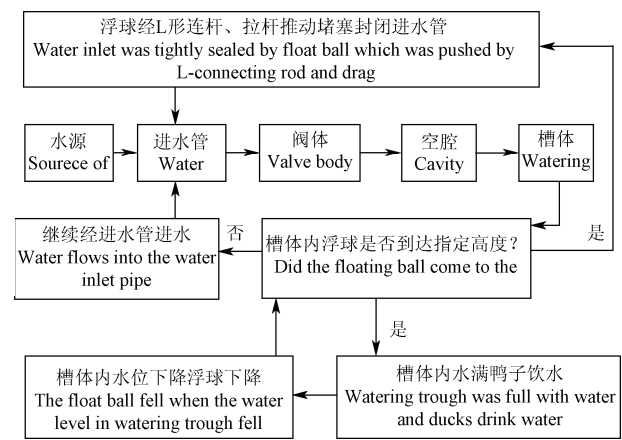 浮球经L形连杆、拉杆推动堵塞封闭进水管
Water inlet was tightly sealed by float ball which was pushed by
L-connecting rod and drag
水源
Sourece of
进水管
Water
阀体
Valve body
空腔
Cavity
槽体
Watering
继续经进水管进水
Water flows into the water
inlet pipe
否
槽体内浮球是否到达指定高度？
Did the floating ball come to the
是
是
槽体内水位下降浮球下降
The float ball fell when the water
level in watering trough fell
槽体内水满鸭子饮水
Watering trough was full with water
and ducks drink water